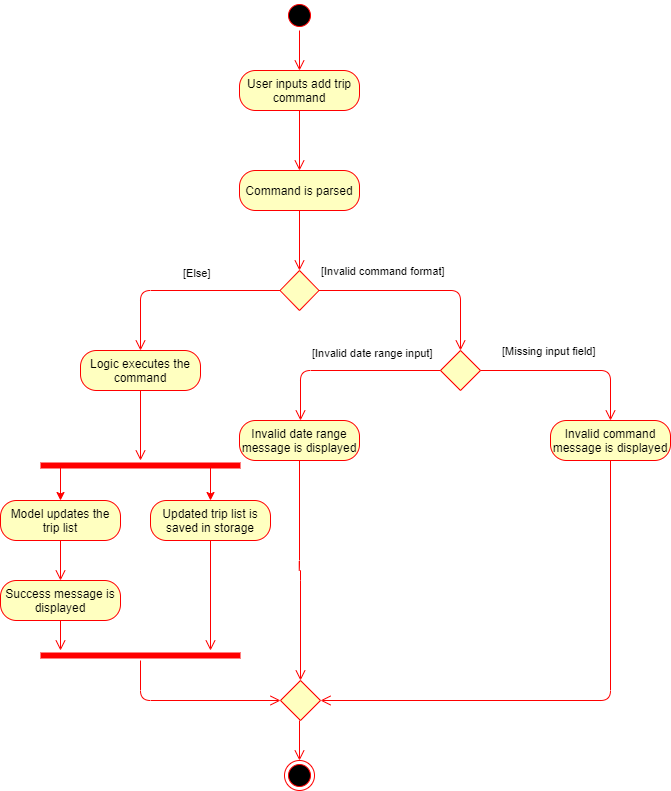 User inputs add trip
command
Command is parsed
[Else]
[Invalid command format]
[Invalid date range input]
[Missing input field]
Logic executes the
command
Invalid date range
message is displayed
Invalid command
message is displayed
Model updates the
trip list
Updated trip list is
saved in storage
Success message is
displayed